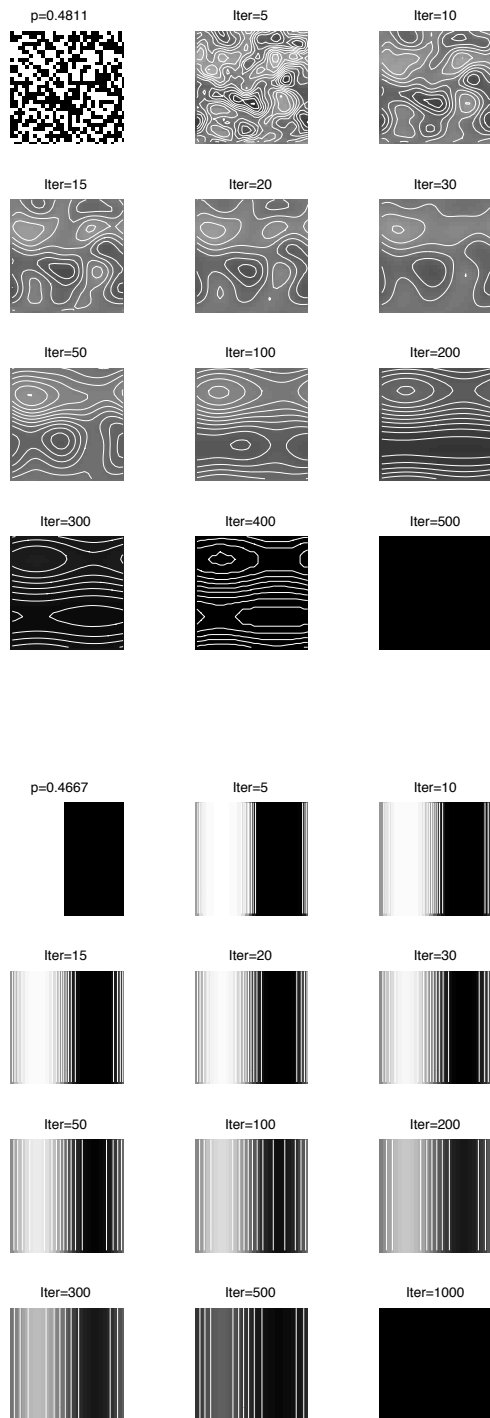 p=0.4811 Iter=5 Iter=10
Iter=15 Iter=20 Iter=30
Iter=50 Iter=100 Iter=200
Iter=300 Iter=400 Iter=500
p=0.4667 Iter=5 Iter=10
Iter=15 Iter=20 Iter=30
Iter=50 Iter=100 Iter=200
Iter=300 Iter=500 Iter=1000